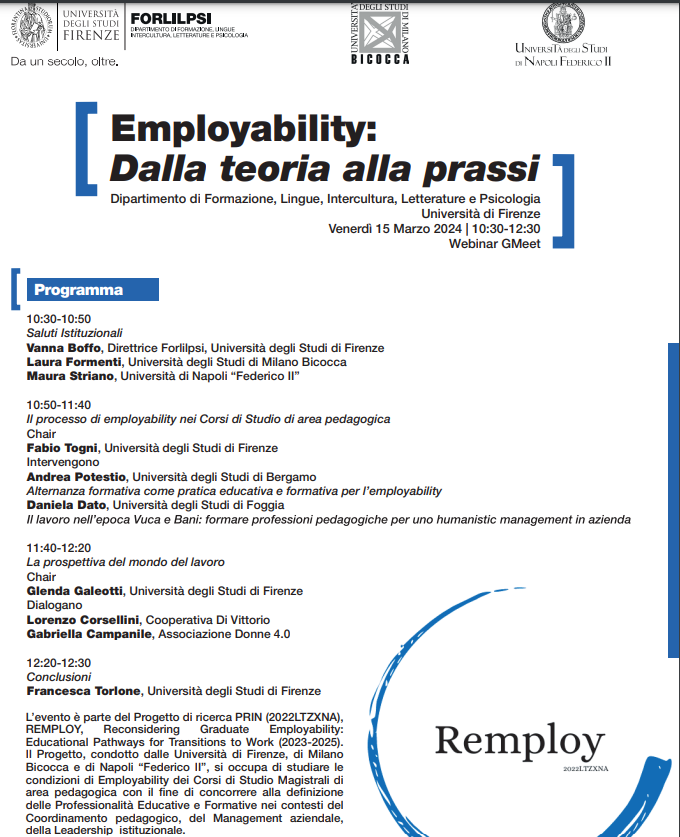 UNIVERSITÀ
DEGLI STUDI
FIRENZE
FORLILPSI
DIPARTIMENTO DI FORMAZIONE, LINGUE
INTERCULTURA, LETTERATURE E PSICOLOGIA
Da un secolo, oltre.
UNIVERSITÀ
DEGLI STUDI
DI MILANO
BICOCCA
UNIVERSITÀ DEGLI STUDI
DI NAPOLI FEDERICO II
Employability:
Dalla teoria alla prassi
Dipartimento di Formazione, Lingue, Intercultura, Letterature e Psicologia
Università di Firenze
Venerdì 15 Marzo 2024 | 10:30-12:30
Webinar GMeet
Programma
10:30-10:50
Saluti Istituzionali
Vanna Boffo, Direttrice Forlilpsi, Università degli Studi di Firenze
Laura Formenti, Università degli Studi di Milano Bicocca
Maura Striano, Università di Napoli “Federico II”
10:50-11:40
Il processo di employability nei Corsi di Studio di area pedagogica
Chair
Fabio Togni, Università degli Studi di Firenze
Intervengono
Andrea Potestio, Università degli Studi di Bergamo
Alternanza formativa come pratica educativa e formativa per l’employability
Daniela Dato, Università degli Studi di Foggia
Il lavoro nell’epoca Vuca e Bani: formare professioni pedagogiche per uno humanistic management in azienda
11:40-12:20
La prospettiva del mondo del lavoro
Chair
Glenda Galeotti, Università degli Studi di Firenze
Dialogano
Lorenzo Corsellini, Cooperativa Di Vittorio
Gabriella Campanile, Associazione Donne 4.0
12:20-12:30
Conclusioni
Francesca Torlone, Università degli Studi di Firenze
L’evento è parte del Progetto di ricerca PRIN (2022LTZXNA),
REMPLOY, Reconsidering Graduate Employability:
Educational Pathways for Transitions to Work (2023-2025).
Il Progetto, condotto dalle Università di Firenze, di Milano
Bicocca e di Napoli “Federico II”, si occupa di studiare le
condizioni di Employability dei Corsi di Studio Magistrali di
area pedagogica con il fine di concorrere alla definizione
delle Professionalità Educative e Formative nei contesti del
Coordinamento pedagogico, del Management aziendale,
della Leadership istituzionale.
Remploy
2022LTZXNA